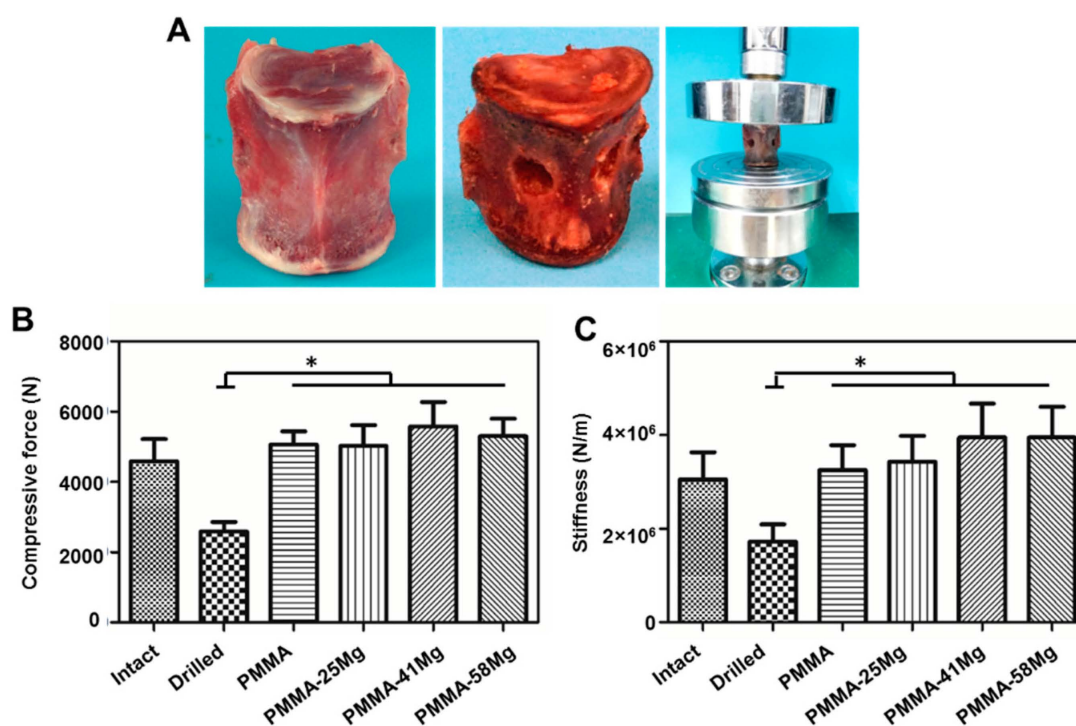 A
B
Compressive force (N)
8000
6000
4000
2000
0
*
Intact
Drilled
PMMA
PMMA-25Mg
PMMA-41Mg
PMMA-58Mg
C
Stiffness (N/m)
6×10⁶
4×10⁶
2×10⁶
0
*
Intact
Drilled
PMMA
PMMA-25Mg
PMMA-41Mg
PMMA-58Mg